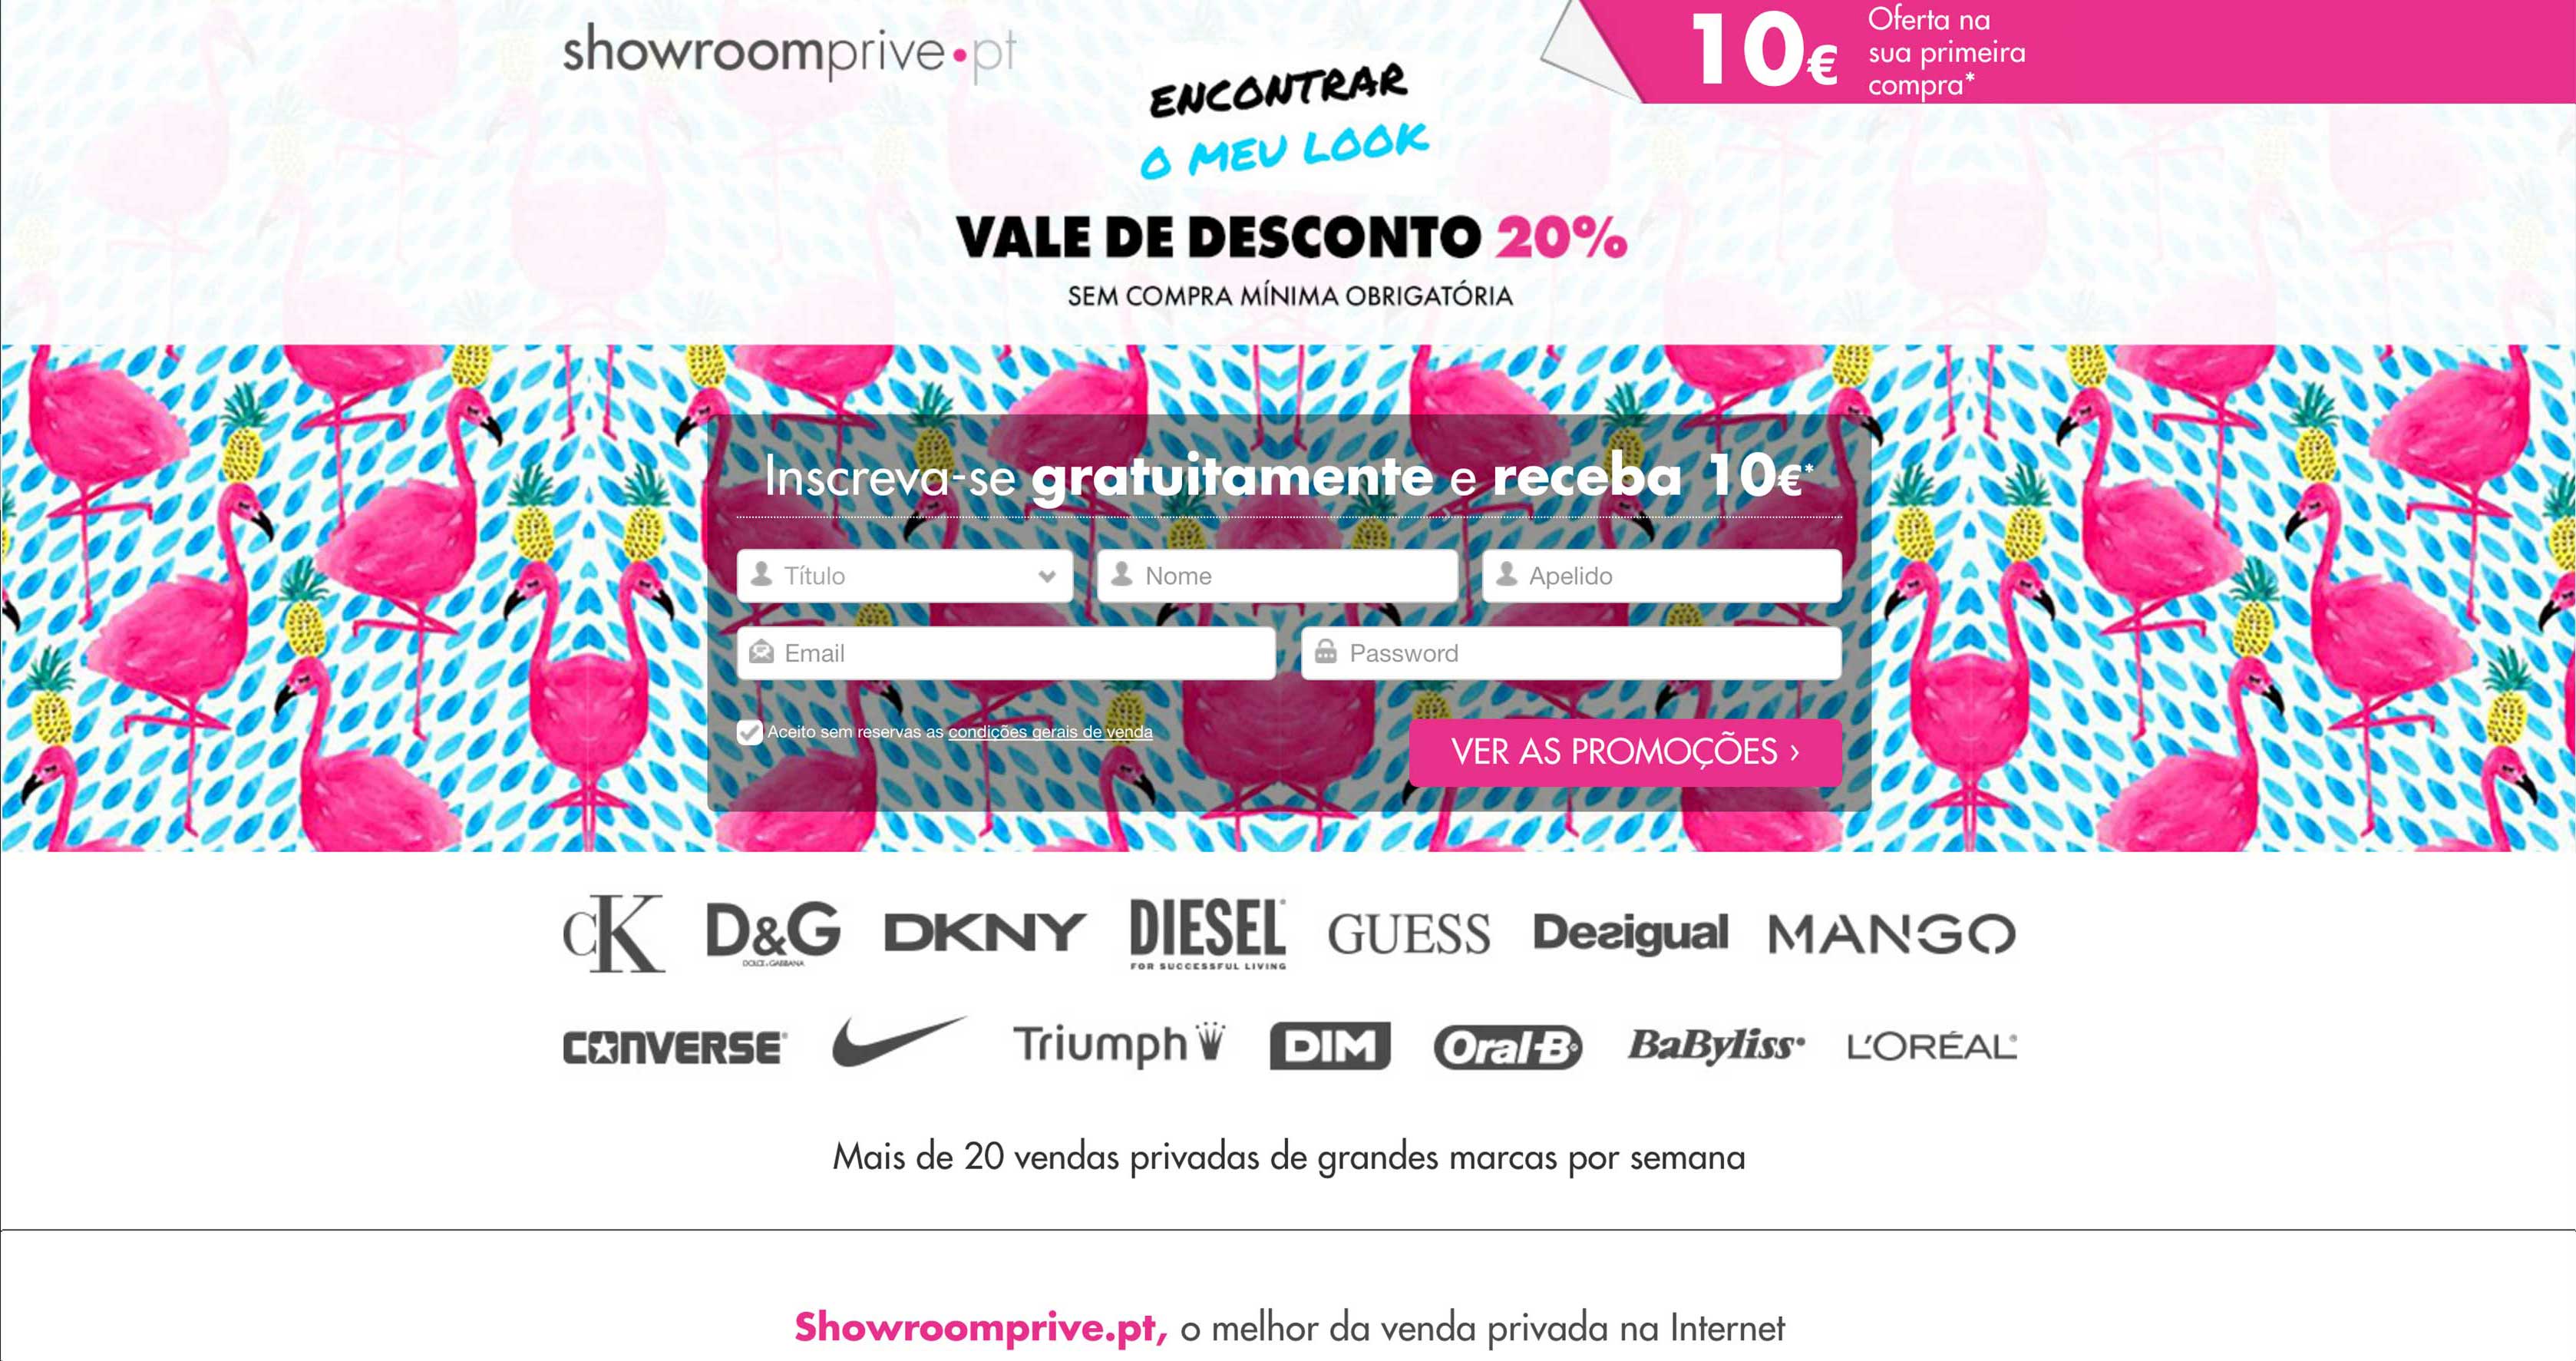 showroomprive.pt
10€
Oferta na
sua primeira
compra*
ENCONTRAR
O MEU LOOK
VALE DE DESCONTO 20%
SEM COMPRA MÍNIMA OBRIGATÓRIA
Inscreva-se gratuitamente e receba 10€*
Título
Nome
Apelido
Email
Password
Aceito sem reservas as condições gerais de venda
VER AS PROMOÇÕES ›
CK
D&G
DOLCE & GABBANA
DKNY
DIESEL
FOR SUCCESSFUL LIVING
GUESS
Desigual
MANGO
CONVERSE
Triumph
DIM
Oral-B
BaByliss
L'ORÉAL
Mais de 20 vendas privadas de grandes marcas por semana
Showroomprive.pt, o melhor da venda privada na Internet